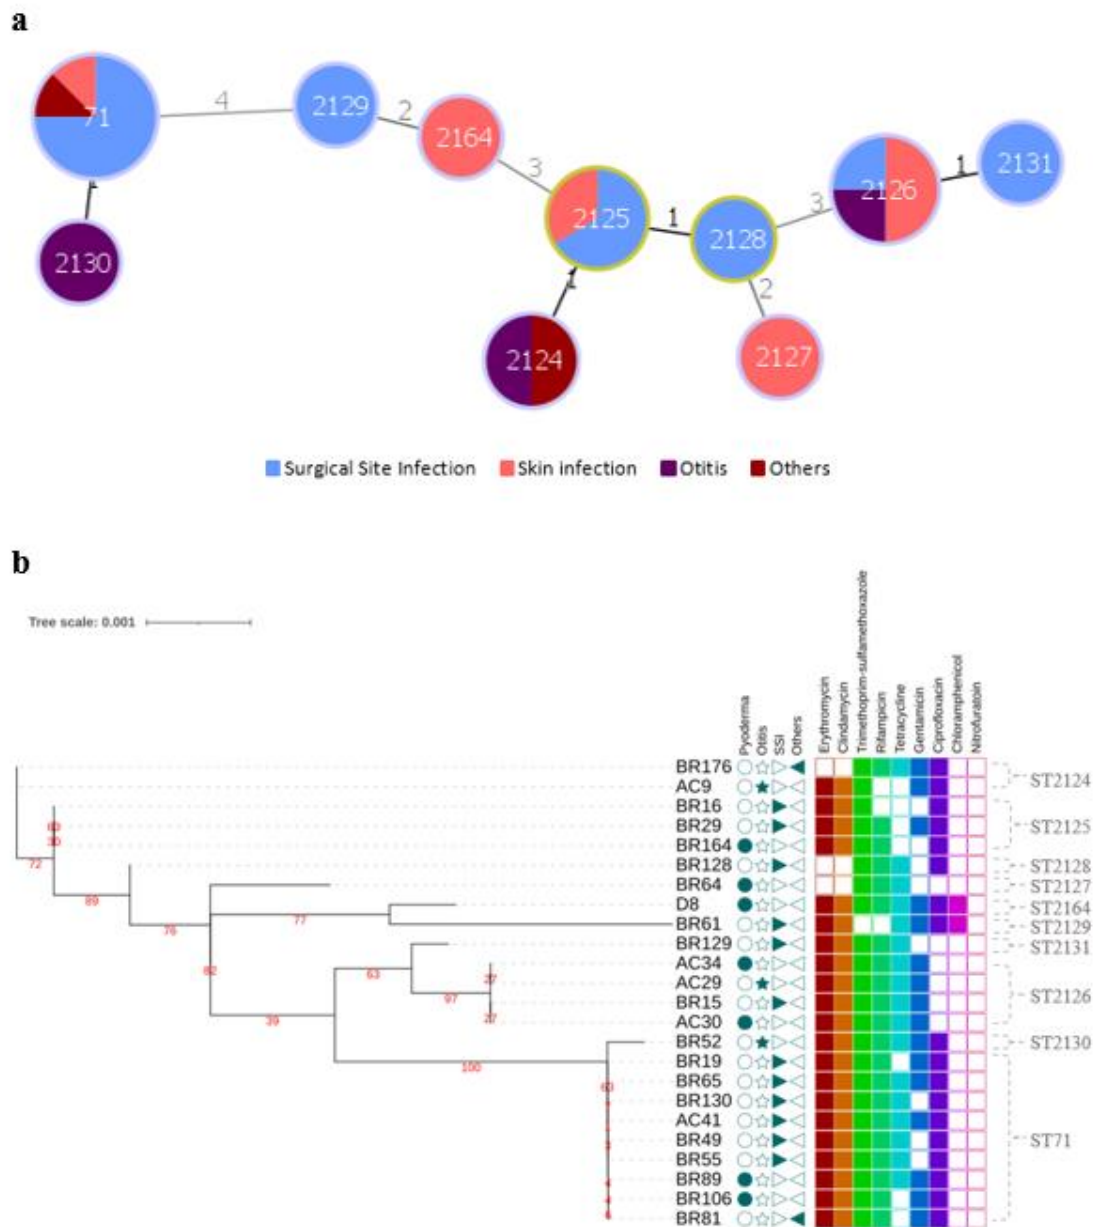 a
71
4
2129
2
2164
3
2125
1
2128
3
2126
1
2131
1
2130
1
2124
2
2127
Surgical Site Infection Skin infection Otitis Others
b
Tree scale: 0.001
Pyoderma
Otitis
SSI
Others
Erythromycin
Clindamycin
Trimethoprim-sulfamethoxazole
Rifampicin
Tetracycline
Gentamicin
Ciprofloxacin
Chloramphenicol
Nitrofuratoin
BR176
AC9
BR16
BR29
BR164
BR128
BR64
D8
BR61
BR129
AC34
AC29
BR15
AC30
BR52
BR19
BR65
BR130
AC41
BR49
BR55
BR89
BR106
BR81
ST2124
ST2125
ST2128
ST2127
ST2164
ST2129
ST2131
ST2126
ST2130
ST71
72
89
76
77
82
63
27
97
27
39
100